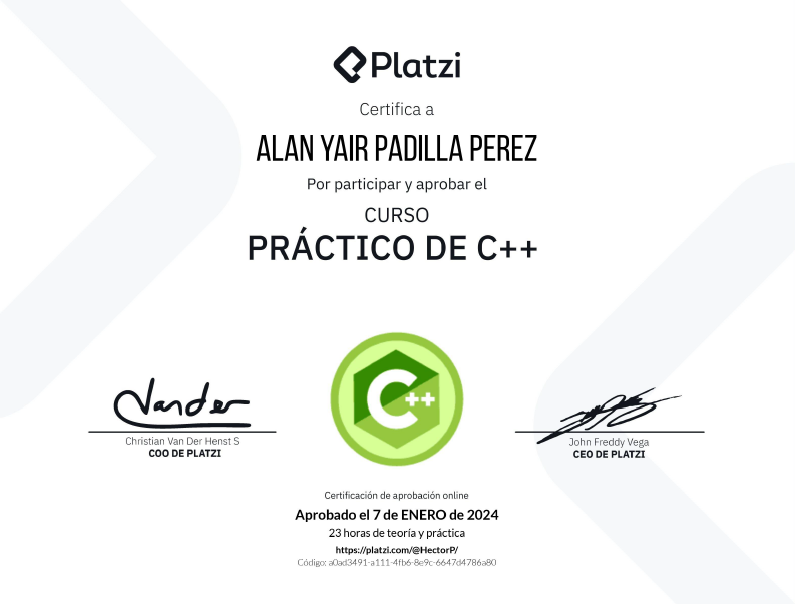 Platzi
Certifica a
ALAN YAIR PADILLA PEREZ
Por participar y aprobar el
CURSO
PRÁCTICO DE C++
C++
Vander
Christian Van Der Henst S
COO DE PLATZI
John Freddy Vega
CEO DE PLATZI
Certificación de aprobación online
Aprobado el 7 de ENERO de 2024
23 horas de teoría y práctica
https://platzi.com/@HectorP/
Código: a0ad3491-a111-4fb6-8e9c-6647d4786a80